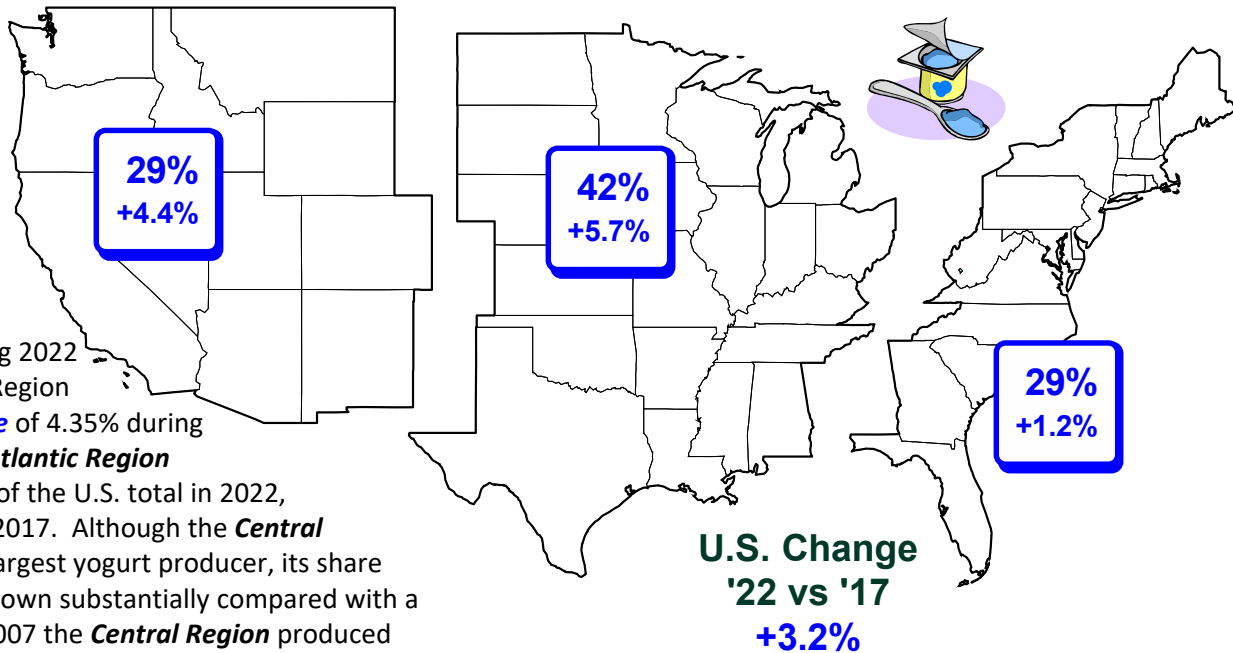 29%
+4.4%
42%
+5.7%
29%
+1.2%
g 2022
Region
e of 4.35% during
tlantic Region
of the U.S. total in 2022,
2017. Although the Central
argest yogurt producer, its share
own substantially compared with a
007 the Central Region produced
U.S. Change
'22 vs '17
+3.2%